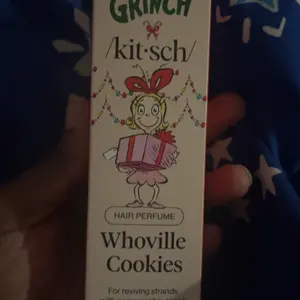 GRINCH
/kit•sch/
HAIR PERFUME
Whoville
Cookies
For reviving strands